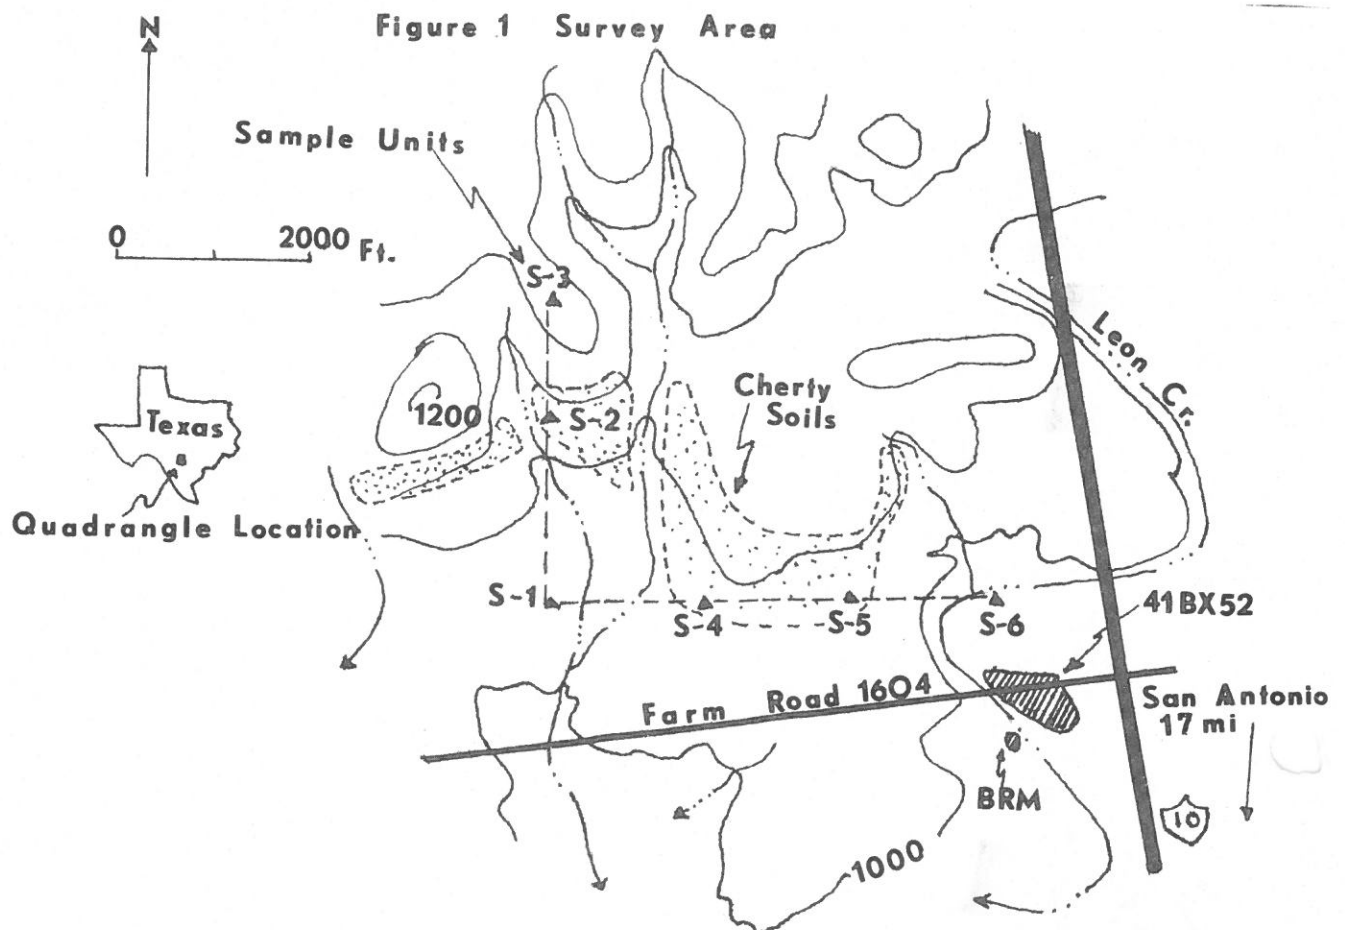 Figure 1 Survey Area
N
Sample Units
0 2000 Ft.
S-3
Leon Cr.
Cherty
Soils
1200
S-2
Texas
Quadrangle Location
S-1
S-4
S-5
S-6
41BX52
Farm Road 1604
San Antonio
17 mi
BRM
10
1000